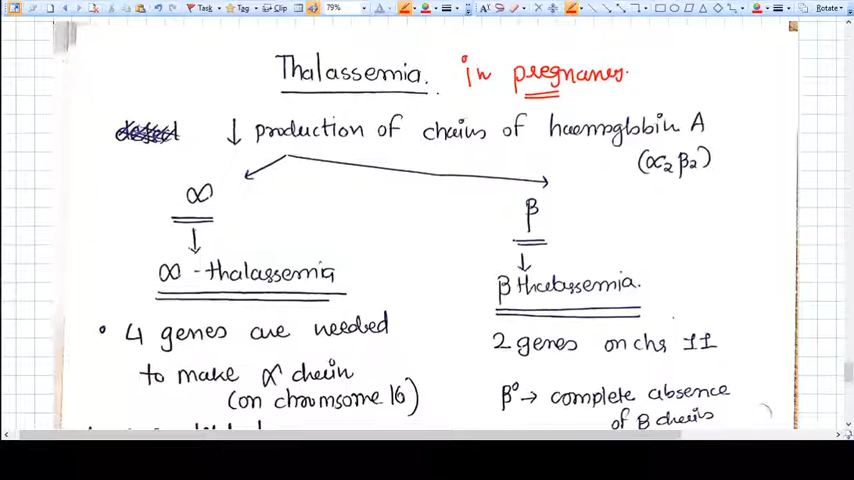 Task
Tag
Clip
79%
Rotate
Thalassemia. in pregnancy.
↓ production of chains of haemoglobin A
(α2 β2)
α
β
α - thalassemia
β thalassemia.
• 4 genes are needed
to make α chain
(on chromsome 16)
2 genes on chr 11
β° → complete absence
of β chains